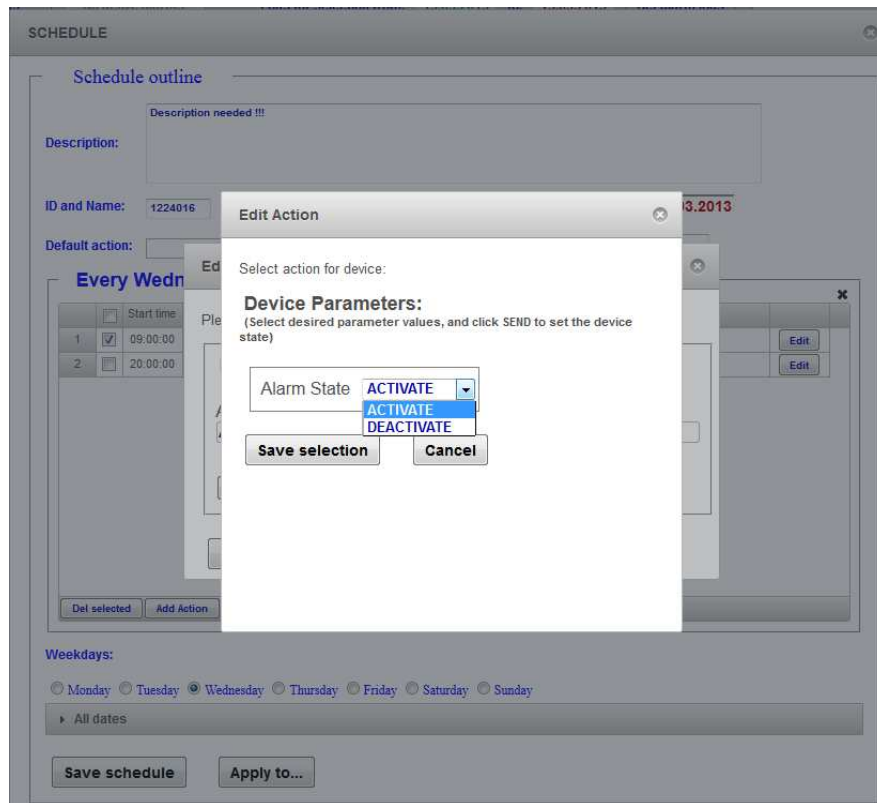 SCHEDULE
Schedule outline
Description needed !!!
Description:
ID and Name: 1224016
03.2013
Default action:
Edit Action
Select action for device:
Device Parameters:
(Select desired parameter values, and click SEND to set the device
state)
Alarm State ACTIVATE
ACTIVATE
DEACTIVATE
Save selection Cancel
Every Wedn
Ed
Ple
Start time
1 09:00:00 Edit
2 20:00:00 Edit
Del selected Add Action
Weekdays:
Monday Tuesday Wednesday Thursday Friday Saturday Sunday
All dates
Save schedule Apply to...